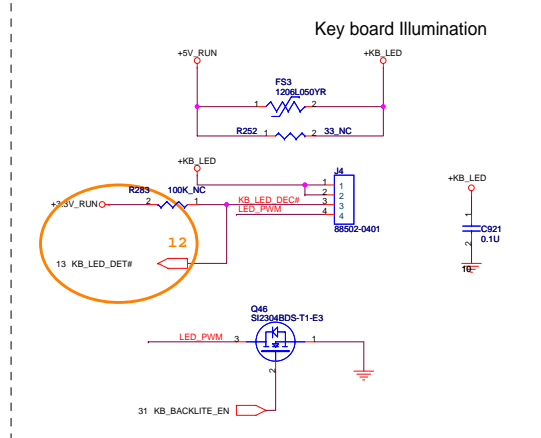 Key board Illumination
+5V_RUN
+KB_LED
FS3
1206L050YR
1
2
R252
1
2
33_NC
+KB_LED
J4
+KB_LED
R283
100K_NC
+3.3V_RUN
2
1
KB_LED_DEC#
LED_PWM
1
2
3
4
1
2
3
4
88502-0401
1
C921
0.1U
2
12
13 KB_LED_DET#
10
Q46
SI2304BDS-T1-E3
LED_PWM
3
1
2
31 KB_BACKLITE_EN